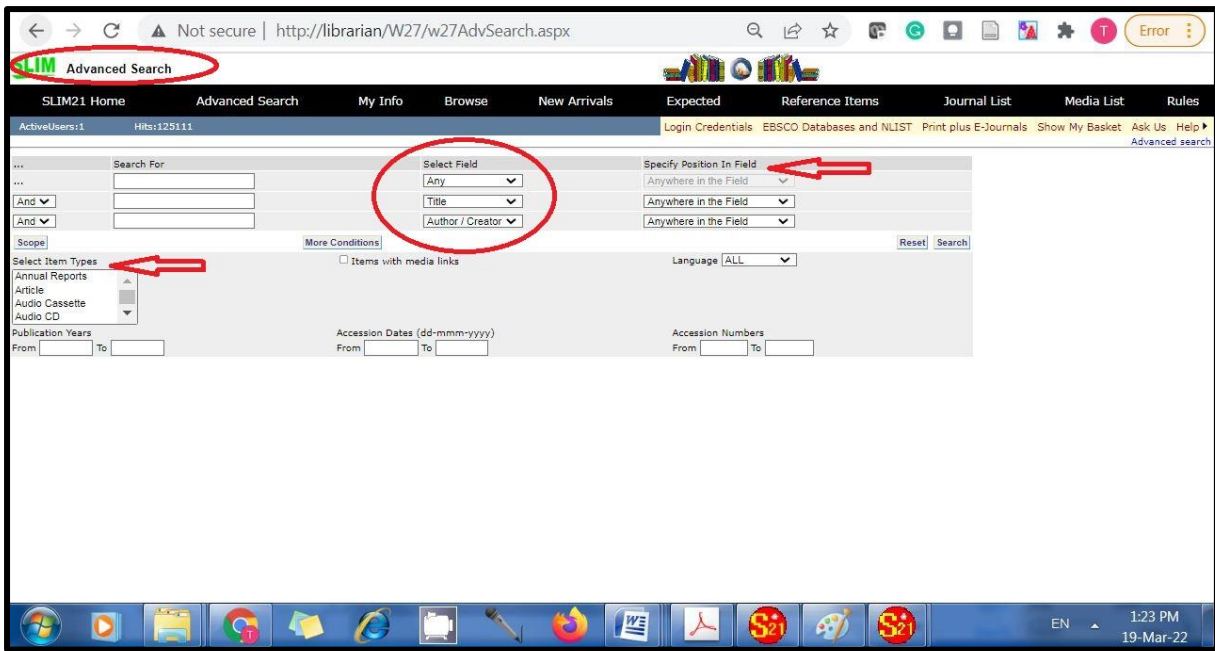 Not secure | http://librarian/W27/w27AdvSearch.aspx T Error
SLIM Advanced Search
SLIM21 Home Advanced Search My Info Browse New Arrivals Expected Reference Items Journal List Media List Rules
ActiveUsers:1 Hits:125111 Login Credentials EBSCO Databases and NLIST Print plus E-Journals Show My Basket Ask Us Help
Advanced search
... Search For Select Field Specify Position In Field
... Any Anywhere in the Field
And Title Anywhere in the Field
And Author / Creator Anywhere in the Field
Scope More Conditions Reset Search
Select Item Types Items with media links Language ALL
Annual Reports
Article
Audio Cassette
Audio CD
Publication Years Accession Dates (dd-mmm-yyyy) Accession Numbers
From To From To From To
S21 S21 EN 1:23 PM
19-Mar-22